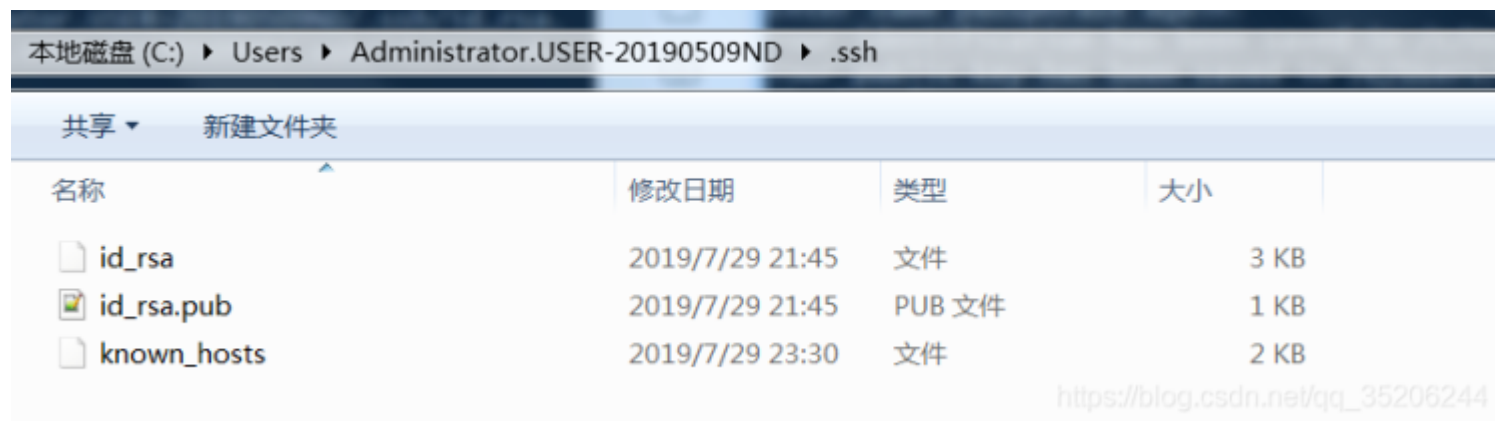 本地磁盘 (C:) ▸ Users ▸ Administrator.USER-20190509ND ▸ .ssh
共享 ▾ 新建文件夹
名称 修改日期 类型 大小
id_rsa 2019/7/29 21:45 文件 3 KB
id_rsa.pub 2019/7/29 21:45 PUB 文件 1 KB
known_hosts 2019/7/29 23:30 文件 2 KB
https://blog.csdn.net/qq_35206244